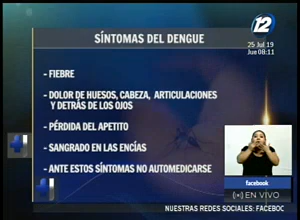 12
SÍNTOMAS DEL DENGUE
25 Jul 19
Jue 08:11
- FIEBRE
- DOLOR DE HUESOS, CABEZA, ARTICULACIONES
Y DETRÁS DE LOS OJOS
- PÉRDIDA DEL APETITO
- SANGRADO EN LAS ENCÍAS
- ANTE ESTOS SÍNTOMAS NO AUTOMEDICARSE
facebook
EN VIVO
NUESTRAS REDES SOCIALES: FACEBOC